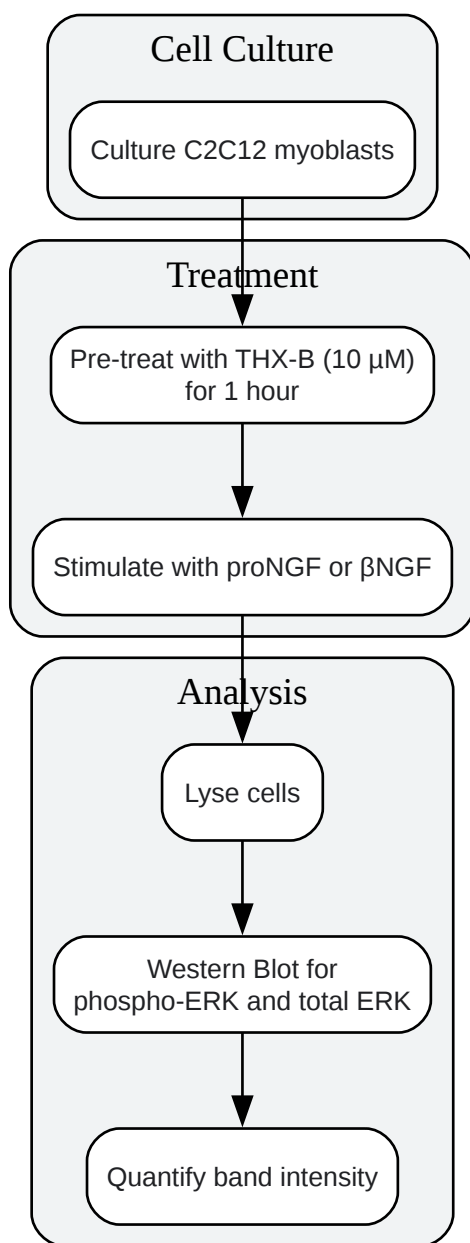 Cell Culture
Culture C2C12 myoblasts
Treatment
Pre-treat with THX-B (10 µM)
for 1 hour
Stimulate with proNGF or βNGF
Analysis
Lyse cells
Western Blot for
phospho-ERK and total ERK
Quantify band intensity